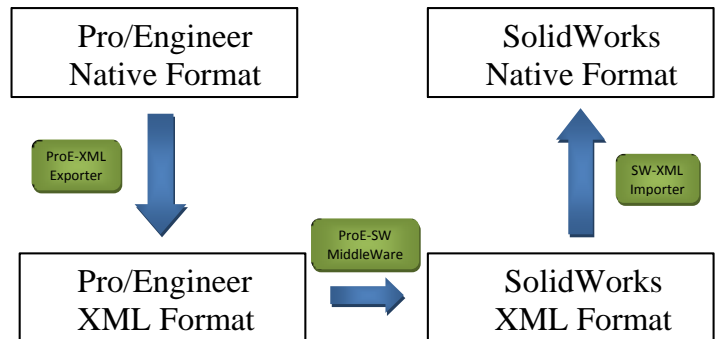 Pro/Engineer
Native Format
SolidWorks
Native Format
ProE-XML
Exporter
SW-XML
Importer
ProE-SW
MiddleWare
Pro/Engineer
XML Format
SolidWorks
XML Format